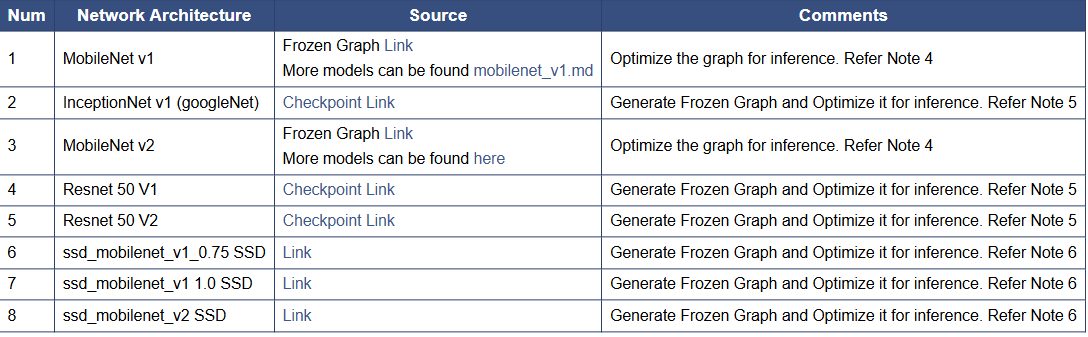 Num Network Architecture Source Comments
1 MobileNet v1 Frozen Graph Link
More models can be found mobilenet_v1.md Optimize the graph for inference. Refer Note 4
2 InceptionNet v1 (googleNet) Checkpoint Link Generate Frozen Graph and Optimize it for inference. Refer Note 5
3 MobileNet v2 Frozen Graph Link
More models can be found here Optimize the graph for inference. Refer Note 4
4 Resnet 50 V1 Checkpoint Link Generate Frozen Graph and Optimize it for inference. Refer Note 5
5 Resnet 50 V2 Checkpoint Link Generate Frozen Graph and Optimize it for inference. Refer Note 5
6 ssd_mobilenet_v1_0.75 SSD Link Generate Frozen Graph and Optimize it for inference. Refer Note 6
7 ssd_mobilenet_v1 1.0 SSD Link Generate Frozen Graph and Optimize it for inference. Refer Note 6
8 ssd_mobilenet_v2 SSD Link Generate Frozen Graph and Optimize it for inference. Refer Note 6